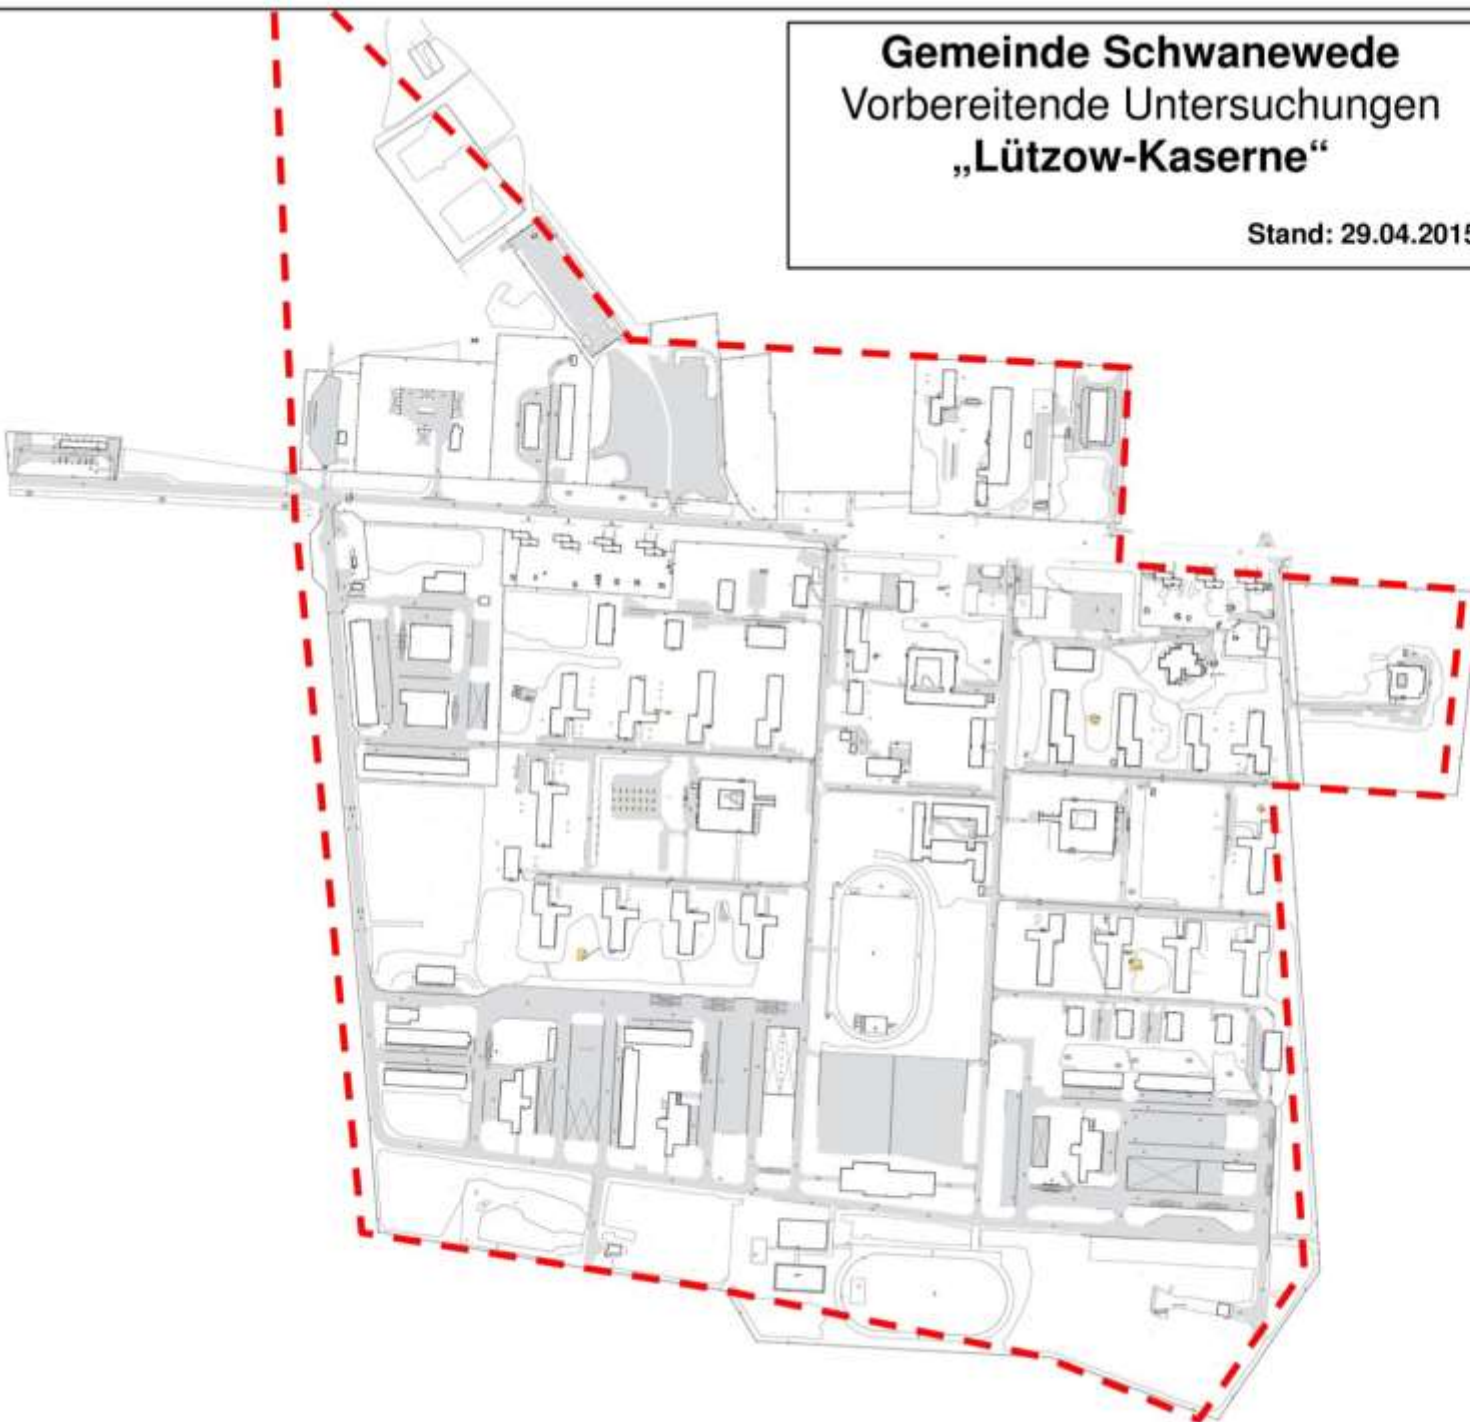 Gemeinde Schwanewede
Vorbereitende Untersuchungen
„Lützow-Kaserne“
Stand: 29.04.2015